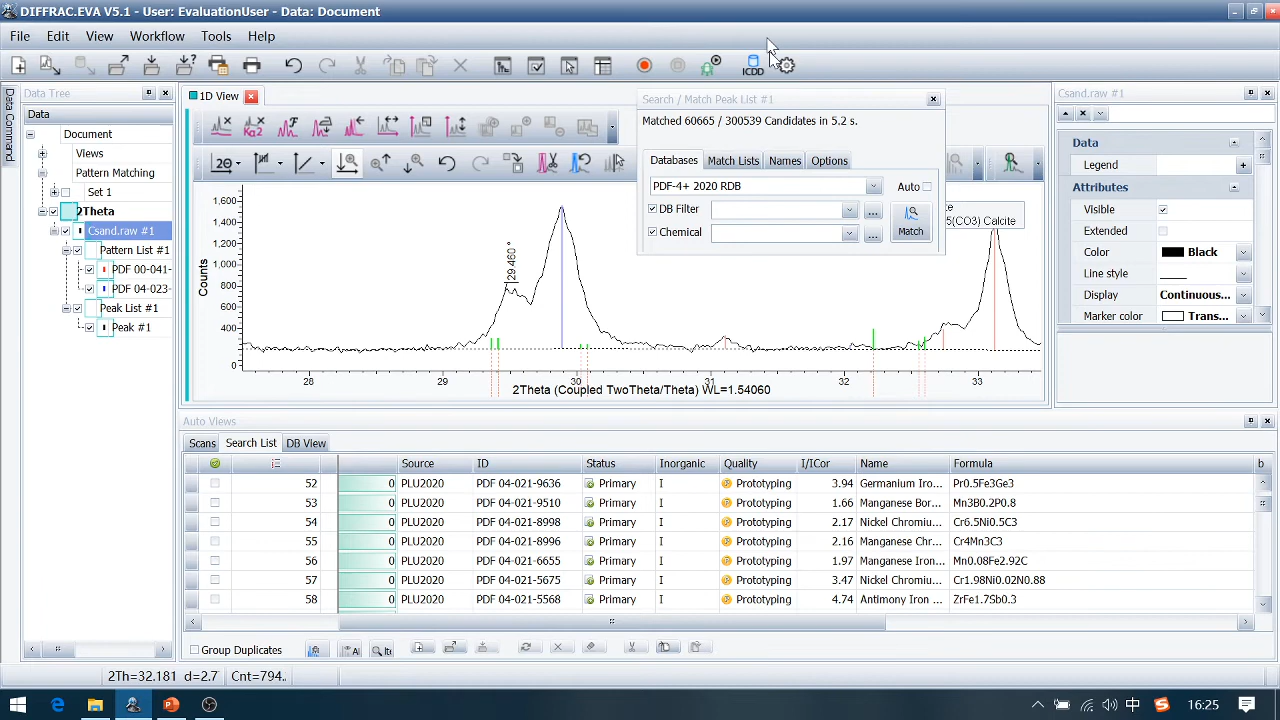 DIFFRAC.EVA V5.1 - User: EvaluationUser - Data: Document
File Edit View Workflow Tools Help
ICDD
Data Command
Data Tree
Data
Document
Views
Pattern Matching
Set 1
2Theta
Csand.raw #1
Pattern List #1
PDF 00-041-
PDF 04-023-
Peak List #1
Peak #1
1D View
Kα2
2Θ
Search / Match Peak List #1
Matched 60665 / 300539 Candidates in 5.2 s.
Databases Match Lists Names Options
PDF-4+ 2020 RDB
Auto
DB Filter
...
Chemical
...
Match
5(CO3) Calcite
Counts
1,600
1,400
1,200
1,000
800
600
400
200
0
29.460 °
28 29 30 31 32 33
2Theta (Coupled TwoTheta/Theta) WL=1.54060
Csand.raw #1
Data
Legend
Attributes
Visible
Extended
Color Black
Line style
Display Continuous...
Marker color Trans...
Auto Views
Scans Search List DB View
Source ID Status Inorganic Quality I/ICor Name Formula b
52 0 PLU2020 PDF 04-021-9636 Primary I Prototyping 3.94 Germanium Iron... Pr0.5Fe3Ge3
53 0 PLU2020 PDF 04-021-9510 Primary I Prototyping 1.66 Manganese Bor... Mn3B0.2P0.8
54 0 PLU2020 PDF 04-021-8998 Primary I Prototyping 2.17 Nickel Chromiu... Cr6.5Ni0.5C3
55 0 PLU2020 PDF 04-021-8996 Primary I Prototyping 2.16 Manganese Chr... Cr4Mn3C3
56 0 PLU2020 PDF 04-021-6655 Primary I Prototyping 1.97 Manganese Iron... Mn0.08Fe2.92C
57 0 PLU2020 PDF 04-021-5675 Primary I Prototyping 3.47 Nickel Chromiu... Cr1.98Ni0.02N0.88
58 0 PLU2020 PDF 04-021-5568 Primary I Prototyping 4.74 Antimony Iron ... ZrFe1.7Sb0.3
Group Duplicates
2Th=32.181 d=2.7 Cnt=794..
中
16:25